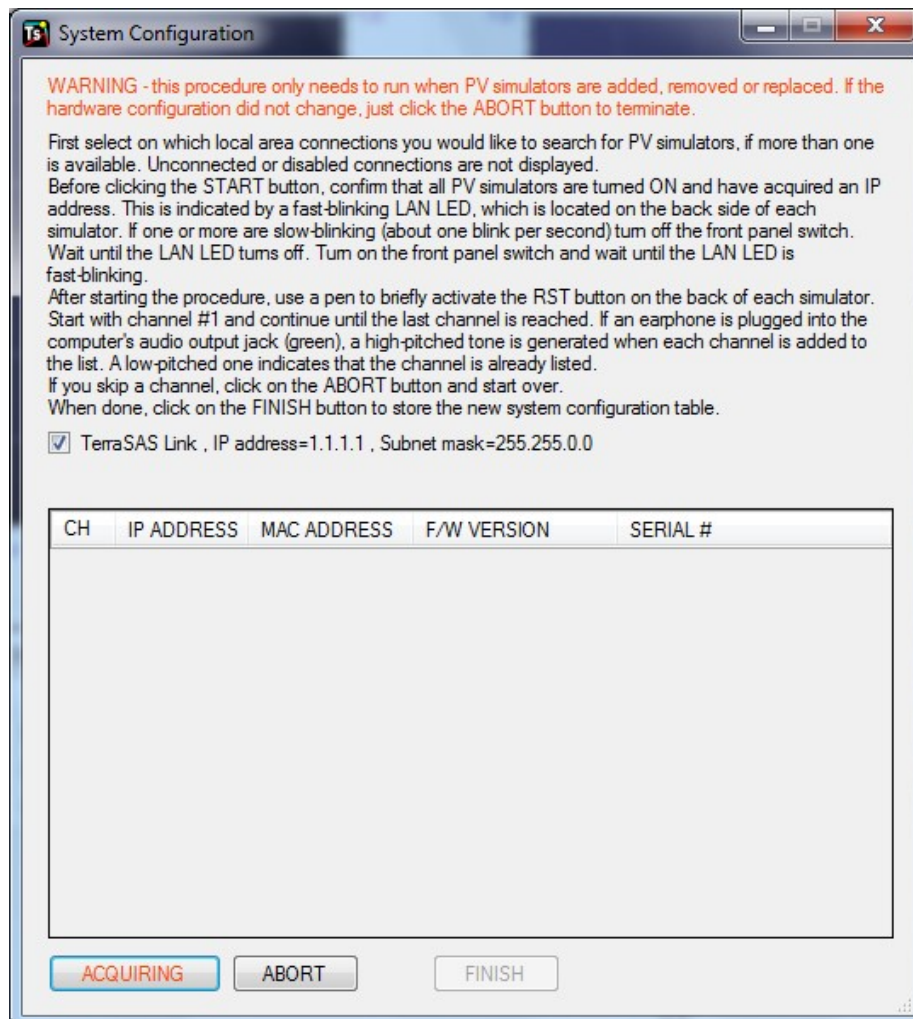 Ts System Configuration
WARNING - this procedure only needs to run when PV simulators are added, removed or replaced. If the
hardware configuration did not change, just click the ABORT button to terminate.
First select on which local area connections you would like to search for PV simulators, if more than one
is available. Unconnected or disabled connections are not displayed.
Before clicking the START button, confirm that all PV simulators are turned ON and have acquired an IP
address. This is indicated by a fast-blinking LAN LED, which is located on the back side of each
simulator. If one or more are slow-blinking (about one blink per second) turn off the front panel switch.
Wait until the LAN LED turns off. Turn on the front panel switch and wait until the LAN LED is
fast-blinking.
After starting the procedure, use a pen to briefly activate the RST button on the back of each simulator.
Start with channel #1 and continue until the last channel is reached. If an earphone is plugged into the
computer's audio output jack (green), a high-pitched tone is generated when each channel is added to
the list. A low-pitched one indicates that the channel is already listed.
If you skip a channel, click on the ABORT button and start over.
When done, click on the FINISH button to store the new system configuration table.
TerraSAS Link , IP address=1.1.1.1 , Subnet mask=255.255.0.0
CH IP ADDRESS MAC ADDRESS F/W VERSION SERIAL #
ACQUIRING ABORT FINISH